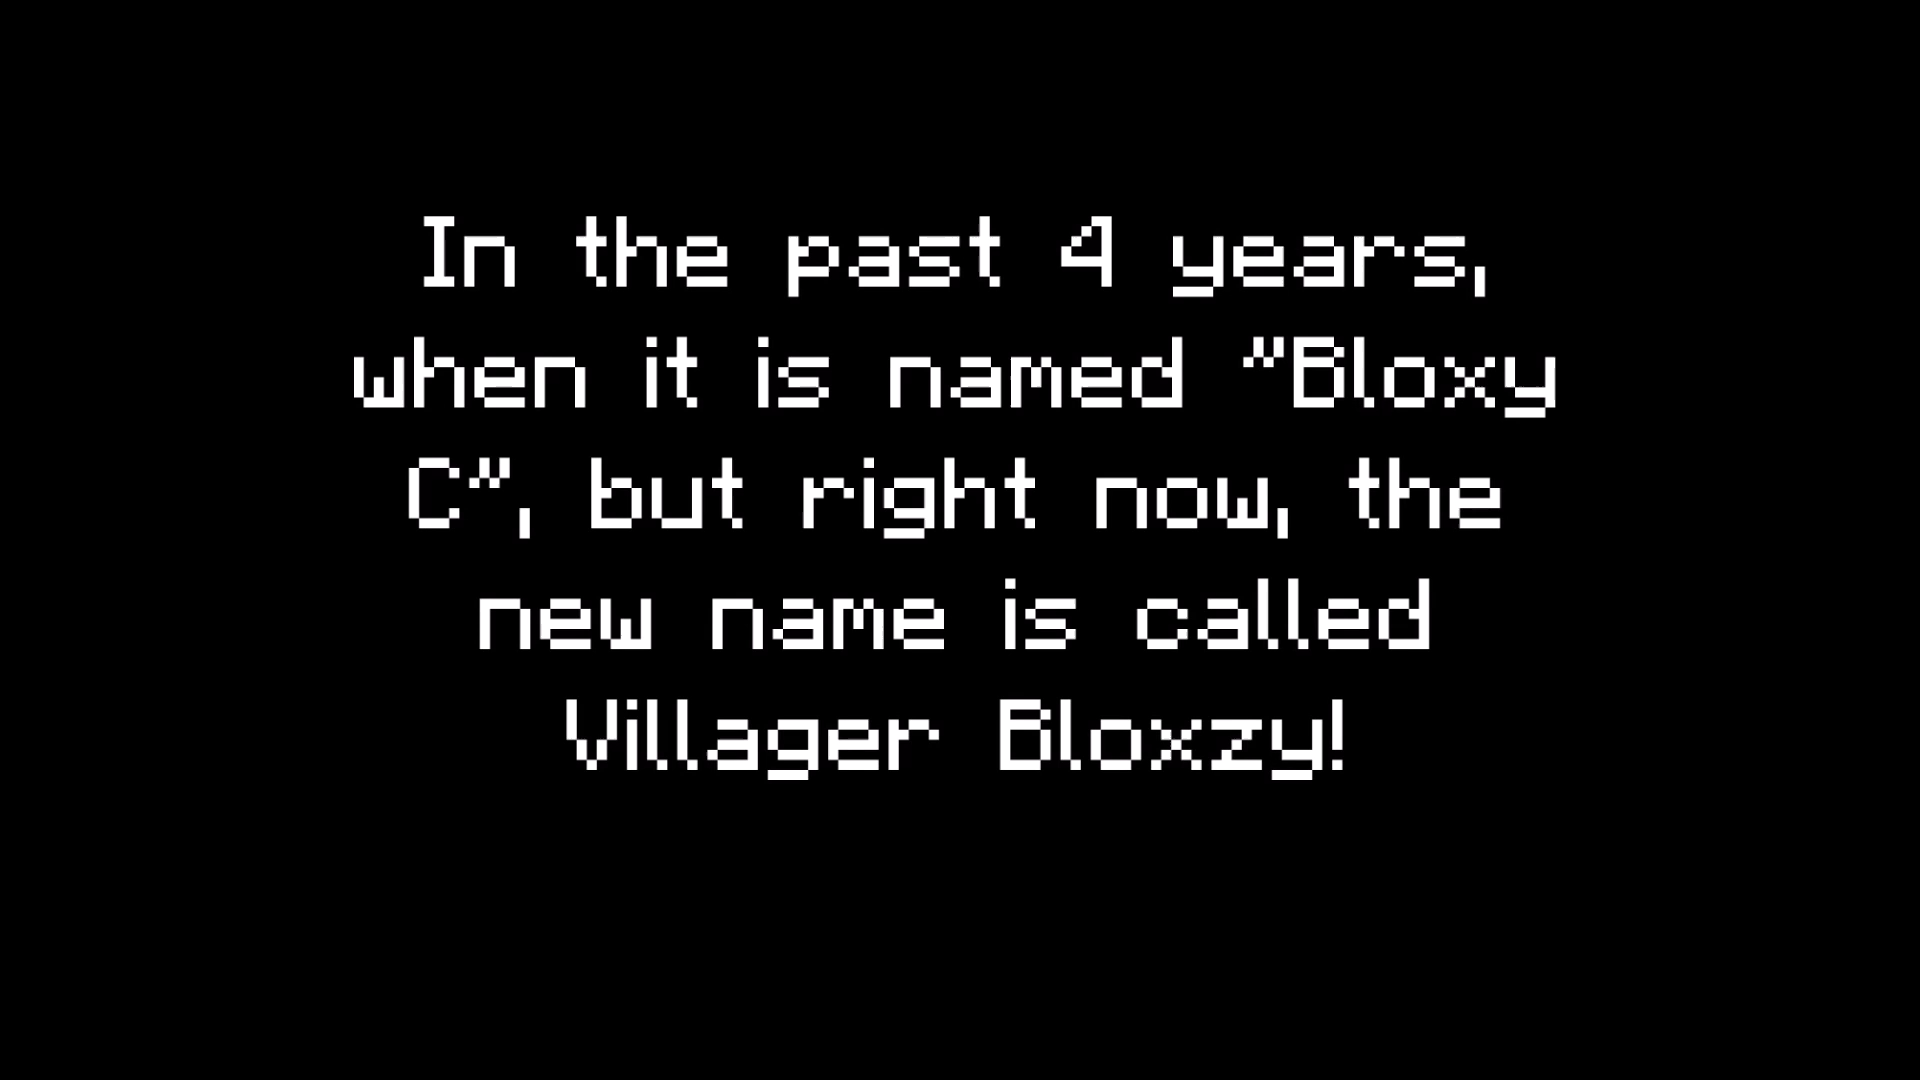 In the past 4 years,
when it is named "Bloxy
C", but right now, the
new name is called
Villager Bloxzy!